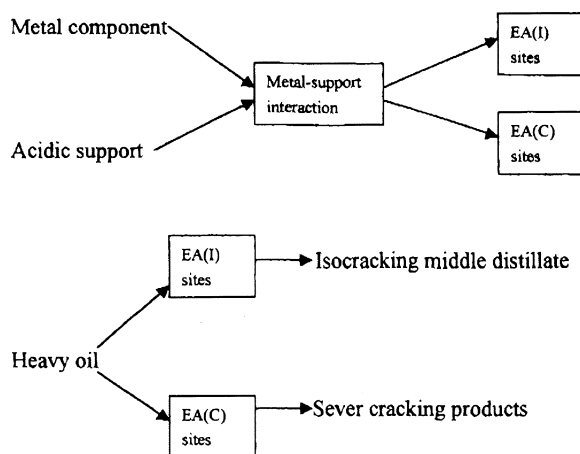 Metal component
Acidic support
Metal-support
interaction
EA(I)
sites
EA(C)
sites
Heavy oil
EA(I)
sites
Isocracking middle distillate
EA(C)
sites
Sever cracking products